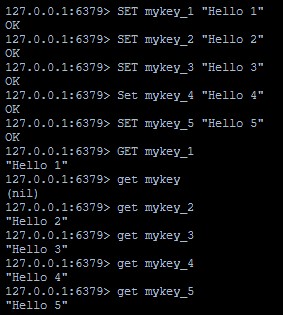 127.0.0.1:6379> SET mykey_1 "Hello 1"
OK
127.0.0.1:6379> SET mykey_2 "Hello 2"
OK
127.0.0.1:6379> SET mykey_3 "Hello 3"
OK
127.0.0.1:6379> Set mykey_4 "Hello 4"
OK
127.0.0.1:6379> SET mykey_5 "Hello 5"
OK
127.0.0.1:6379> GET mykey_1
"Hello 1"
127.0.0.1:6379> get mykey
(nil)
127.0.0.1:6379> get mykey_2
"Hello 2"
127.0.0.1:6379> get mykey_3
"Hello 3"
127.0.0.1:6379> get mykey_4
"Hello 4"
127.0.0.1:6379> get mykey_5
"Hello 5"